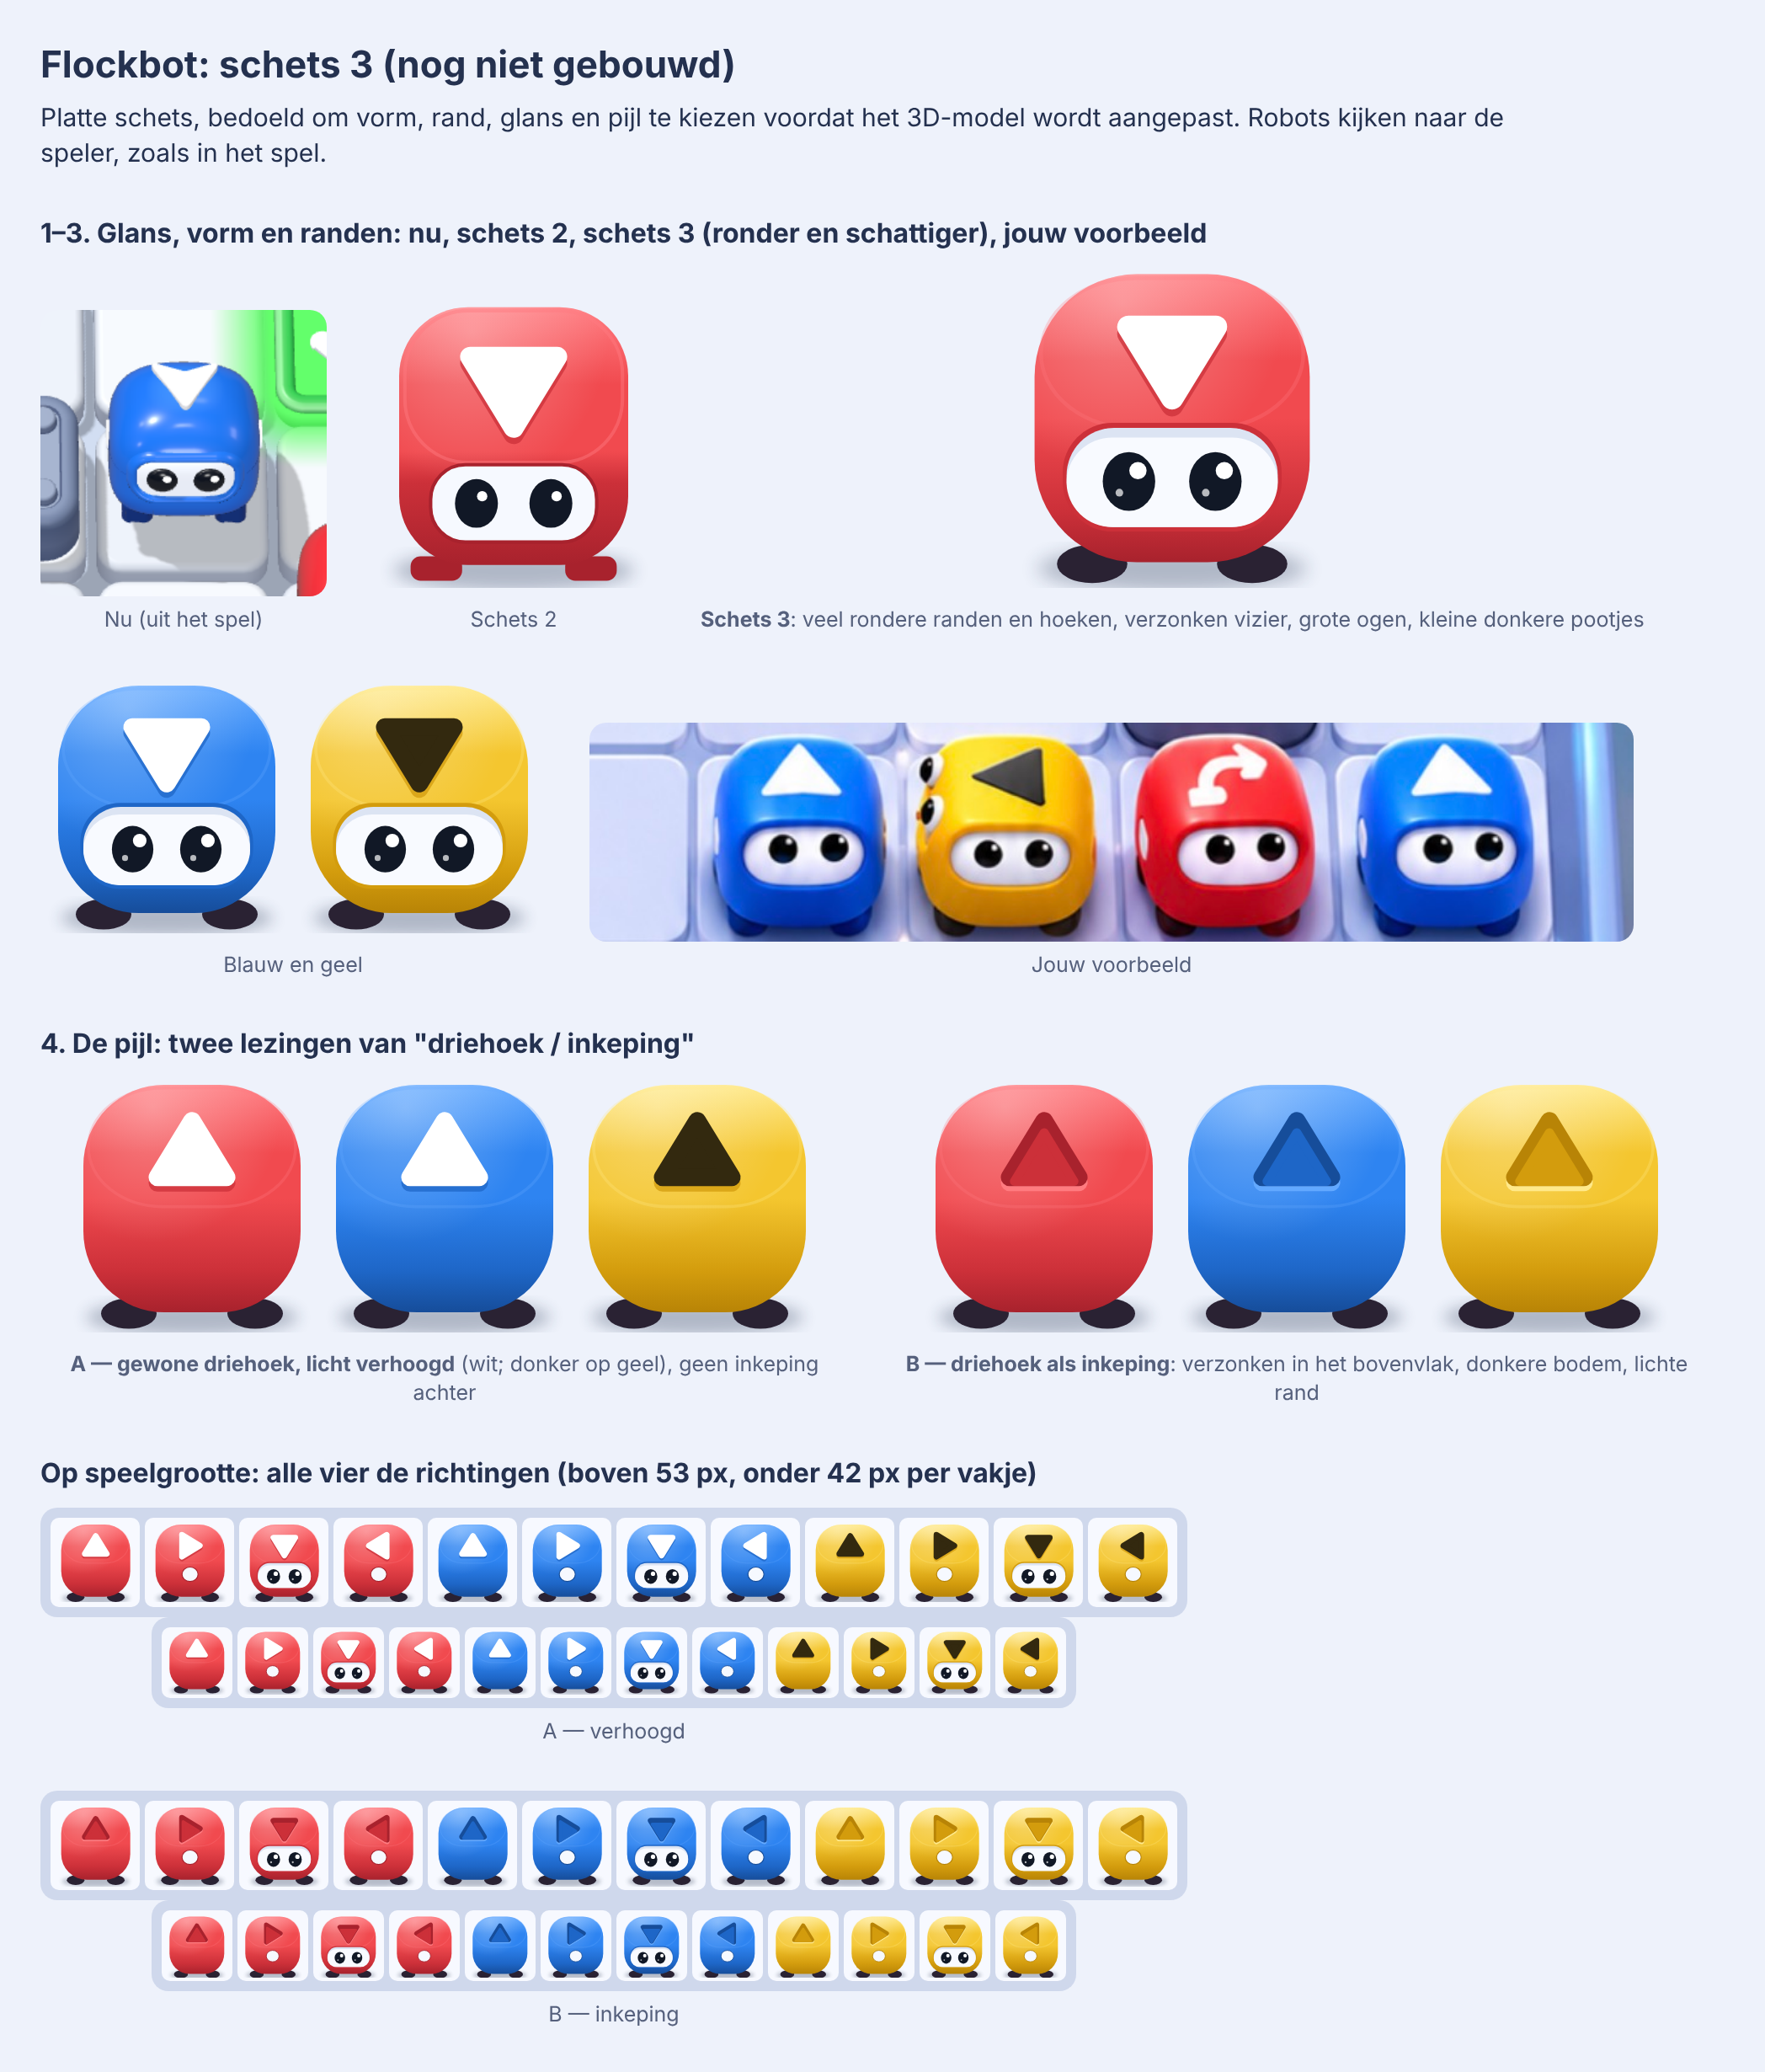 Flockbot: schets 3 (nog niet gebouwd)
Platte schets, bedoeld om vorm, rand, glans en pijl te kiezen voordat het 3D-model wordt aangepast. Robots kijken naar de
speler, zoals in het spel.
1–3. Glans, vorm en randen: nu, schets 2, schets 3 (ronder en schattiger), jouw voorbeeld
Nu (uit het spel)
Schets 2
Schets 3: veel rondere randen en hoeken, verzonken vizier, grote ogen, kleine donkere pootjes
Blauw en geel
Jouw voorbeeld
4. De pijl: twee lezingen van "driehoek / inkeping"
A — gewone driehoek, licht verhoogd (wit; donker op geel), geen inkeping
achter
B — driehoek als inkeping: verzonken in het bovenvlak, donkere bodem, lichte
rand
Op speelgrootte: alle vier de richtingen (boven 53 px, onder 42 px per vakje)
A — verhoogd
B — inkeping